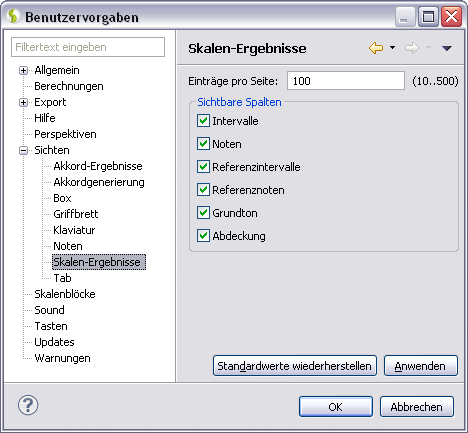 Benutzervorgaben
Filtertext eingeben
Allgemein
Berechnungen
Export
Hilfe
Perspektiven
Sichten
Akkord-Ergebnisse
Akkordgenerierung
Box
Griffbrett
Klaviatur
Noten
Skalen-Ergebnisse
Tab
Skalenblöcke
Sound
Tasten
Updates
Warnungen
Skalen-Ergebnisse
Einträge pro Seite: 100 (10..500)
Sichtbare Spalten
Intervalle
Noten
Referenzintervalle
Referenznoten
Grundton
Abdeckung
Standardwerte wiederherstellen Anwenden
? OK Abbrechen